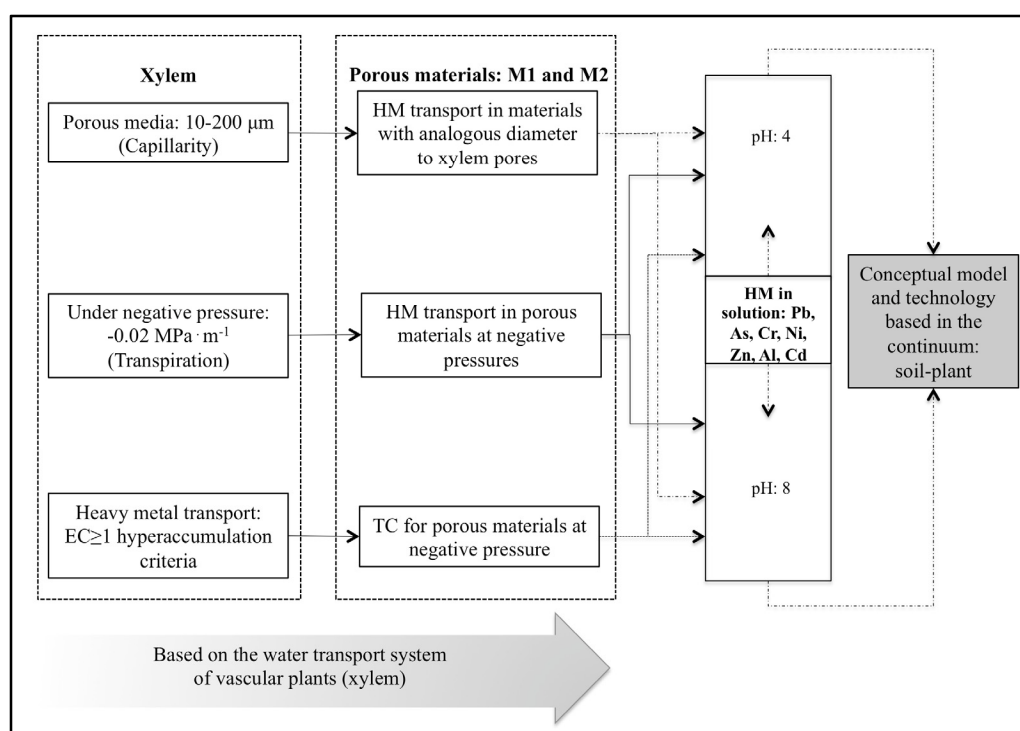 Xylem
Porous media: 10-200 μm
(Capillarity)
Under negative pressure:
-0.02 MPa · m⁻¹
(Transpiration)
Heavy metal transport:
EC≥1 hyperaccumulation
criteria
Porous materials: M1 and M2
HM transport in materials
with analogous diameter
to xylem pores
HM transport in porous
materials at negative
pressures
TC for porous materials at
negative pressure
pH: 4
HM in
solution: Pb,
As, Cr, Ni,
Zn, Al, Cd
pH: 8
Conceptual model
and technology
based in the
continuum:
soil-plant
Based on the water transport system
of vascular plants (xylem)